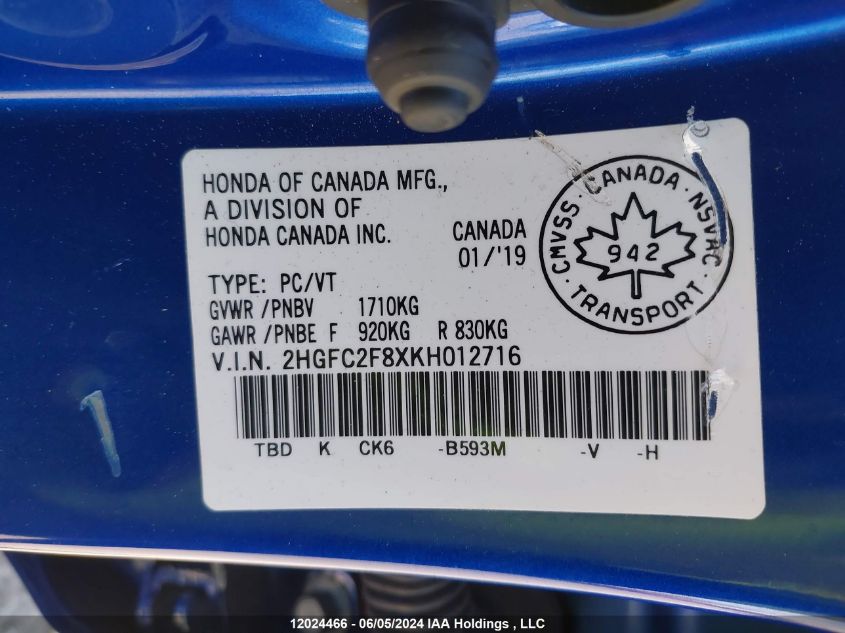 HONDA OF CANADA MFG.,
A DIVISION OF
HONDA CANADA INC.
CANADA
01/'19
TYPE: PC/VT
GVWR /PNBV 1710KG
GAWR /PNBE F 920KG R 830KG
V.I.N. 2HGFC2F8XKH012716
TBD K CK6 -B593M -V -H
CMVSS · CANADA · NSVAC
942
· TRANSPORT ·
12024466 - 06/05/2024 IAA Holdings , LLC